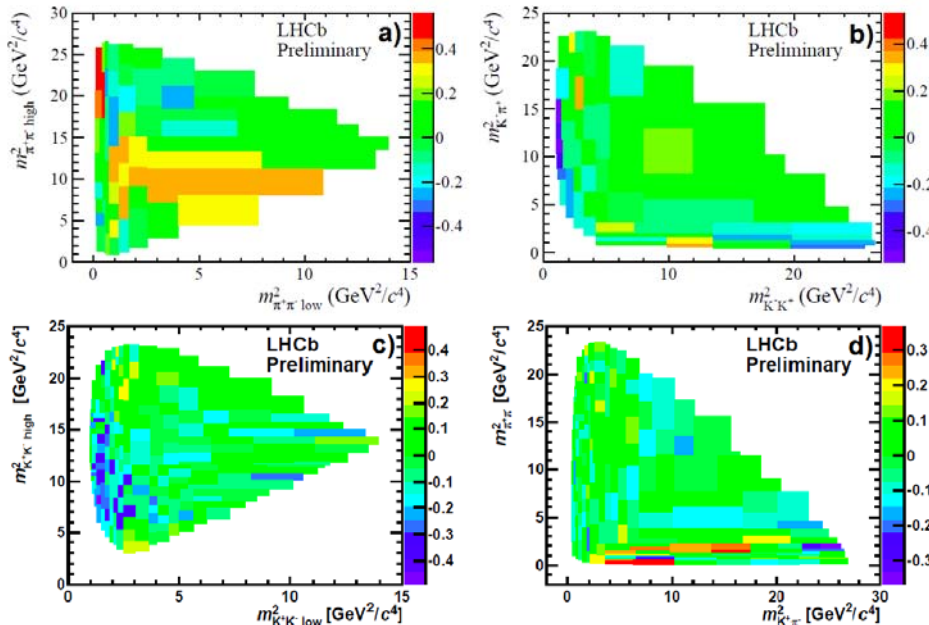 LHCb
Preliminary
a)
m²π⁺π⁻ high (GeV²/c⁴)
30
25
20
15
10
5
0
0 5 10 15
m²π⁺π⁻ low (GeV²/c⁴)
0.4
0.2
0
-0.2
-0.4
LHCb
Preliminary
b)
m²K⁻π⁺ (GeV²/c⁴)
25
20
15
10
5
0
0 10 20
m²K⁻K⁺ (GeV²/c⁴)
0.4
0.2
0
-0.2
-0.4
LHCb
Preliminary
c)
m²K⁺K⁻ high [GeV²/c⁴]
25
20
15
10
5
0
0 5 10 15
m²K⁺K⁻ low [GeV²/c⁴]
0.4
0.3
0.2
0.1
0
-0.1
-0.2
-0.3
-0.4
LHCb
Preliminary
d)
m²π⁺π⁻ [GeV²/c⁴]
25
20
15
10
5
0
0 10 20 30
m²K⁺π⁻ [GeV²/c⁴]
0.3
0.2
0.1
0
-0.1
-0.2
-0.3